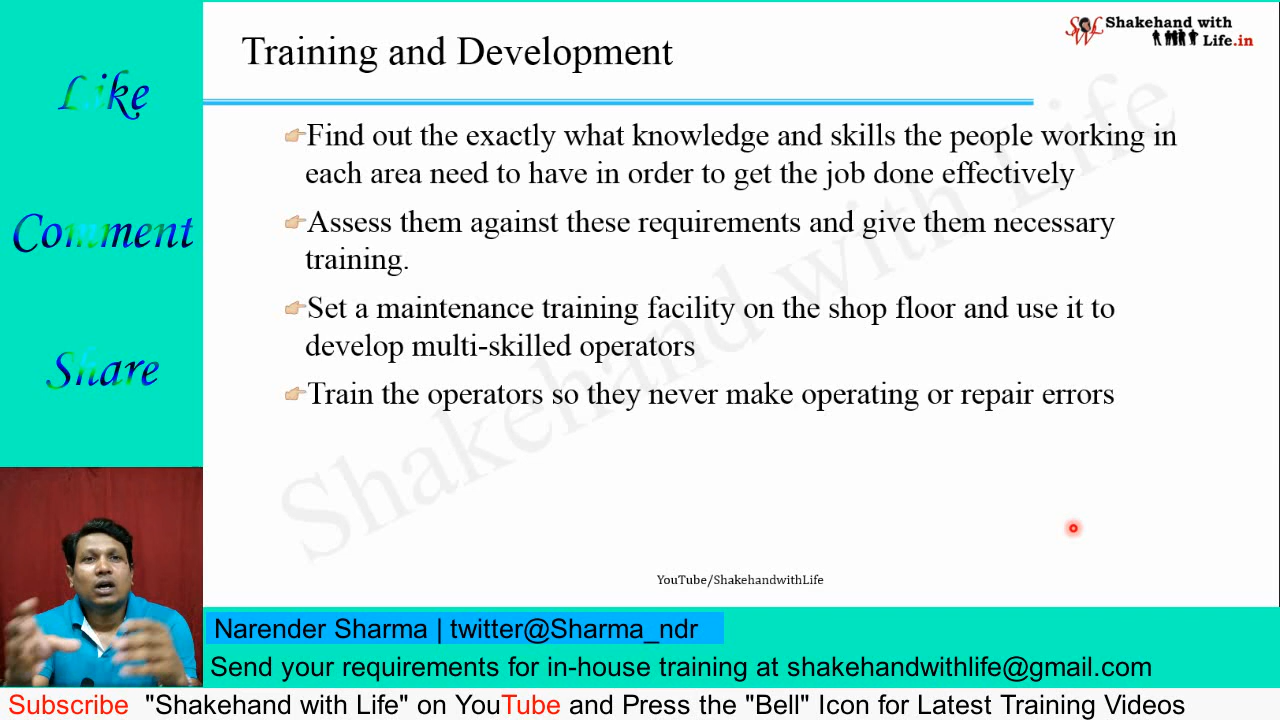 Like
Comment
Share
Training and Development
Shakehand with
Life.in
Find out the exactly what knowledge and skills the people working in
each area need to have in order to get the job done effectively
Assess them against these requirements and give them necessary
training.
Set a maintenance training facility on the shop floor and use it to
develop multi-skilled operators
Train the operators so they never make operating or repair errors
Shakehand with Life
YouTube/ShakehandwithLife
Narender Sharma | twitter@Sharma_ndr
Send your requirements for in-house training at shakehandwithlife@gmail.com
Subscribe "Shakehand with Life" on YouTube and Press the "Bell" Icon for Latest Training Videos